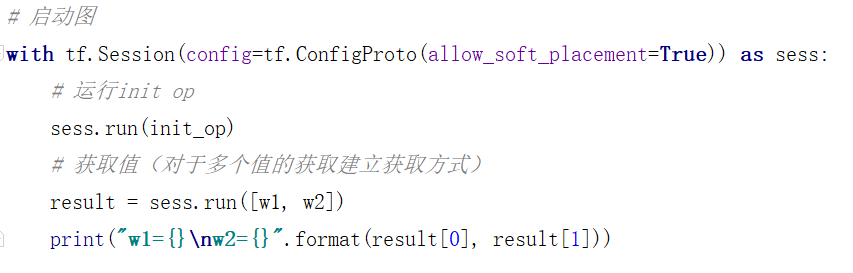 # 启动图
with tf.Session(config=tf.ConfigProto(allow_soft_placement=True)) as sess:
    # 运行init op
    sess.run(init_op)
    # 获取值（对于多个值的获取建立获取方式）
    result = sess.run([w1, w2])
    print("w1={}\nw2={}".format(result[0], result[1]))